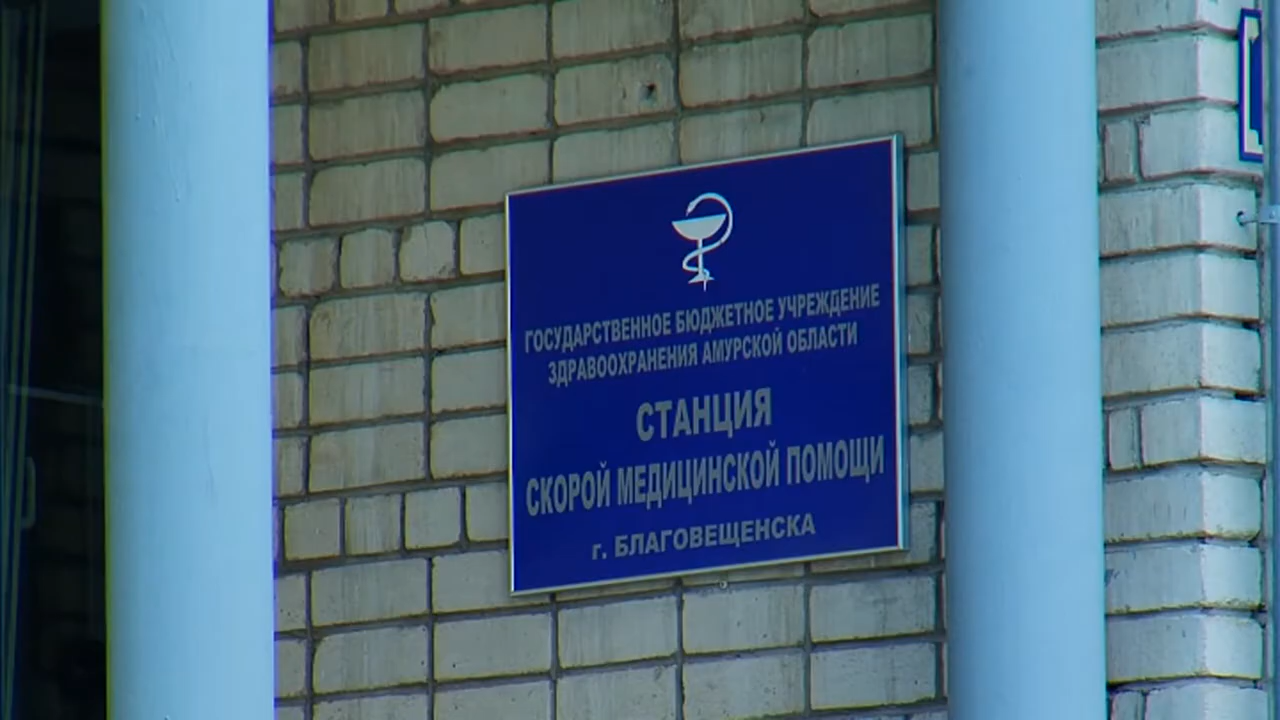 ГОСУДАРСТВЕННОЕ БЮДЖЕТНОЕ УЧРЕЖДЕНИЕ
ЗДРАВООХРАНЕНИЯ АМУРСКОЙ ОБЛАСТИ
СТАНЦИЯ
СКОРОЙ МЕДИЦИНСКОЙ ПОМОЩИ
г. БЛАГОВЕЩЕНСКА